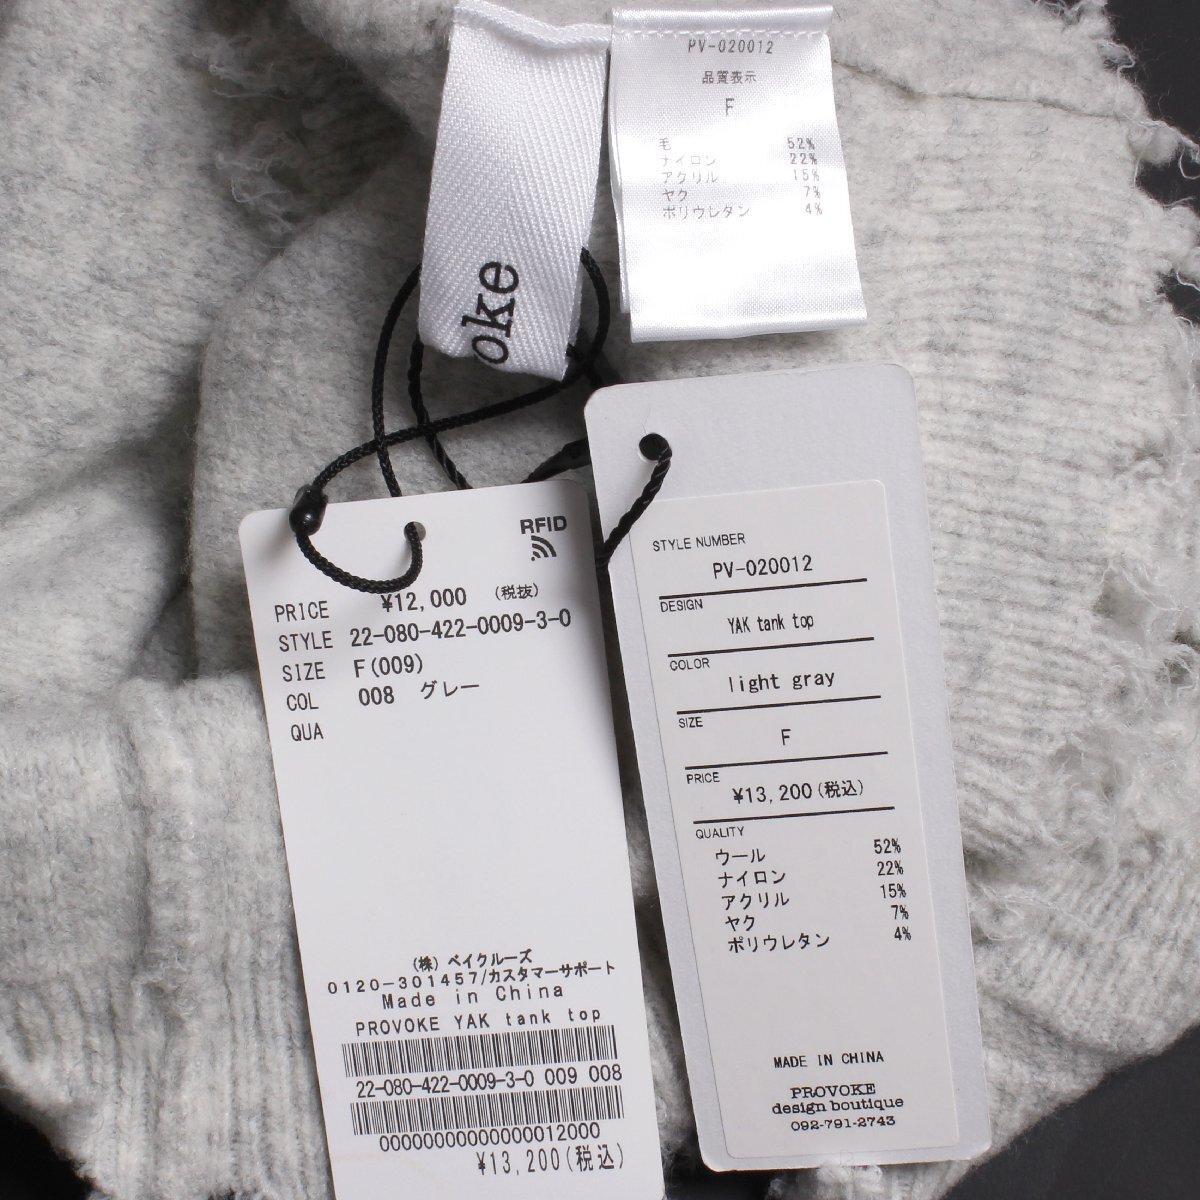 oke
PV-020012
品質表示
F
毛 52%
ナイロン 22%
アクリル 15%
ヤク 7%
ポリウレタン 4%
RFID
PRICE ¥12,000 (税抜)
STYLE 22-080-422-0009-3-0
SIZE F(009)
COL 008 グレー
QUA
(株) ベイクルーズ
0120-301457/カスタマーサポート
Made in China
PROVOKE YAK tank top
22-080-422-0009-3-0 009 008
00000000000000012000
¥13,200(税込)
STYLE NUMBER
PV-020012
DESIGN
YAK tank top
COLOR
light gray
SIZE
F
PRICE
¥13,200(税込)
QUALITY
ウール 52%
ナイロン 22%
アクリル 15%
ヤク 7%
ポリウレタン 4%
MADE IN CHINA
PROVOKE
design boutique
092-791-2743